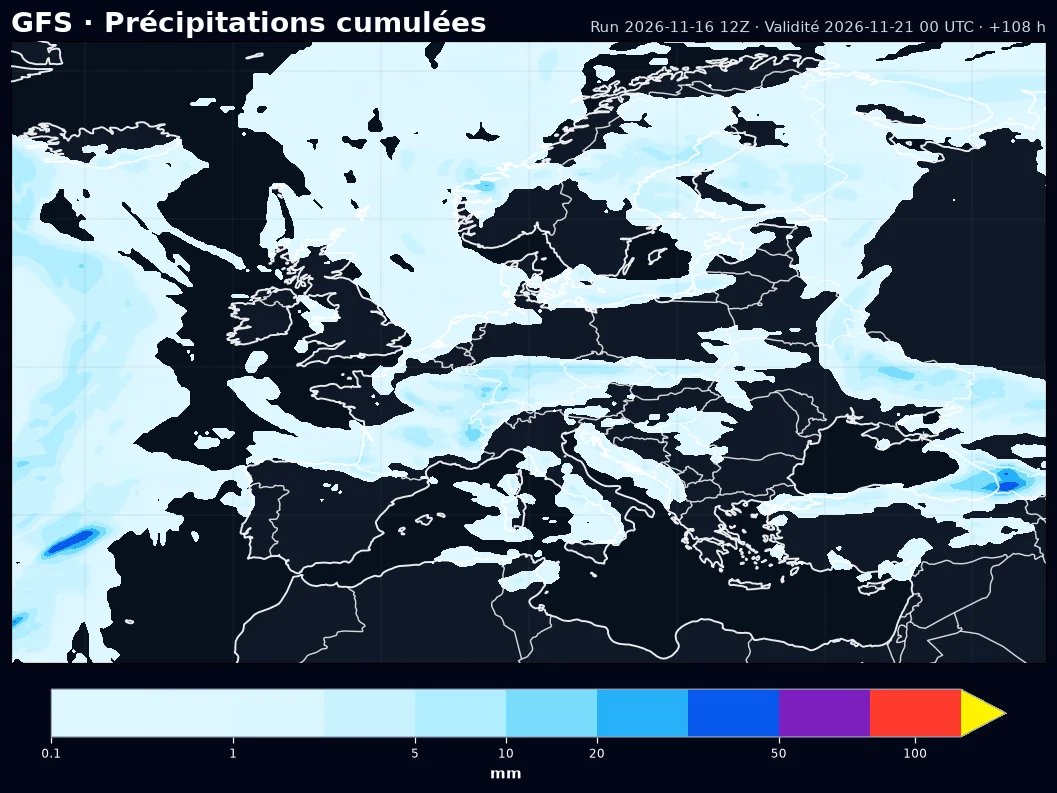 GFS · Précipitations cumulées
Run 2026-11-16 12Z · Validité 2026-11-21 00 UTC · +108 h
0.1 1 5 10 20 50 100
mm